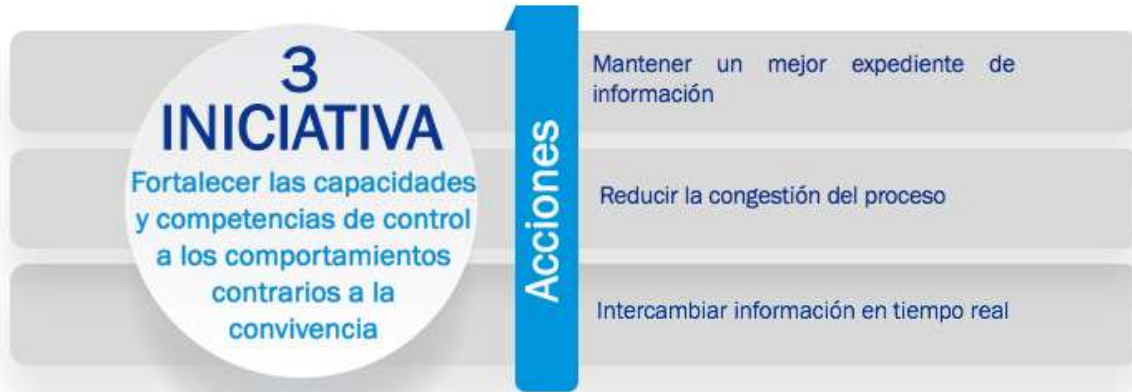 3
INICIATIVA
Fortalecer las capacidades
y competencias de control
a los comportamientos
contrarios a la
convivencia
Acciones
Mantener un mejor expediente de
información
Reducir la congestión del proceso
Intercambiar información en tiempo real